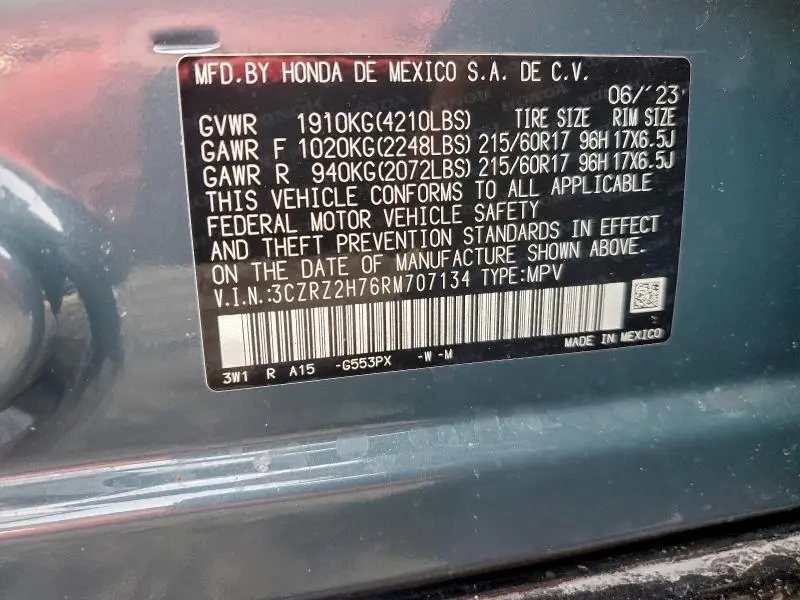 MFD.BY HONDA DE MEXICO S.A. DE C.V.
06/'23
GVWR 1910KG(4210LBS) TIRE SIZE RIM SIZE
GAWR F 1020KG(2248LBS) 215/60R17 96H 17X6.5J
GAWR R 940KG(2072LBS) 215/60R17 96H 17X6.5J
THIS VEHICLE CONFORMS TO ALL APPLICABLE
FEDERAL MOTOR VEHICLE SAFETY
AND THEFT PREVENTION STANDARDS IN EFFECT
ON THE DATE OF MANUFACTURE SHOWN ABOVE.
V.I.N.:3CZRZ2H76RM707134 TYPE:MPV
MADE IN MEXICO
3W1 R A15 -G553PX -W -M